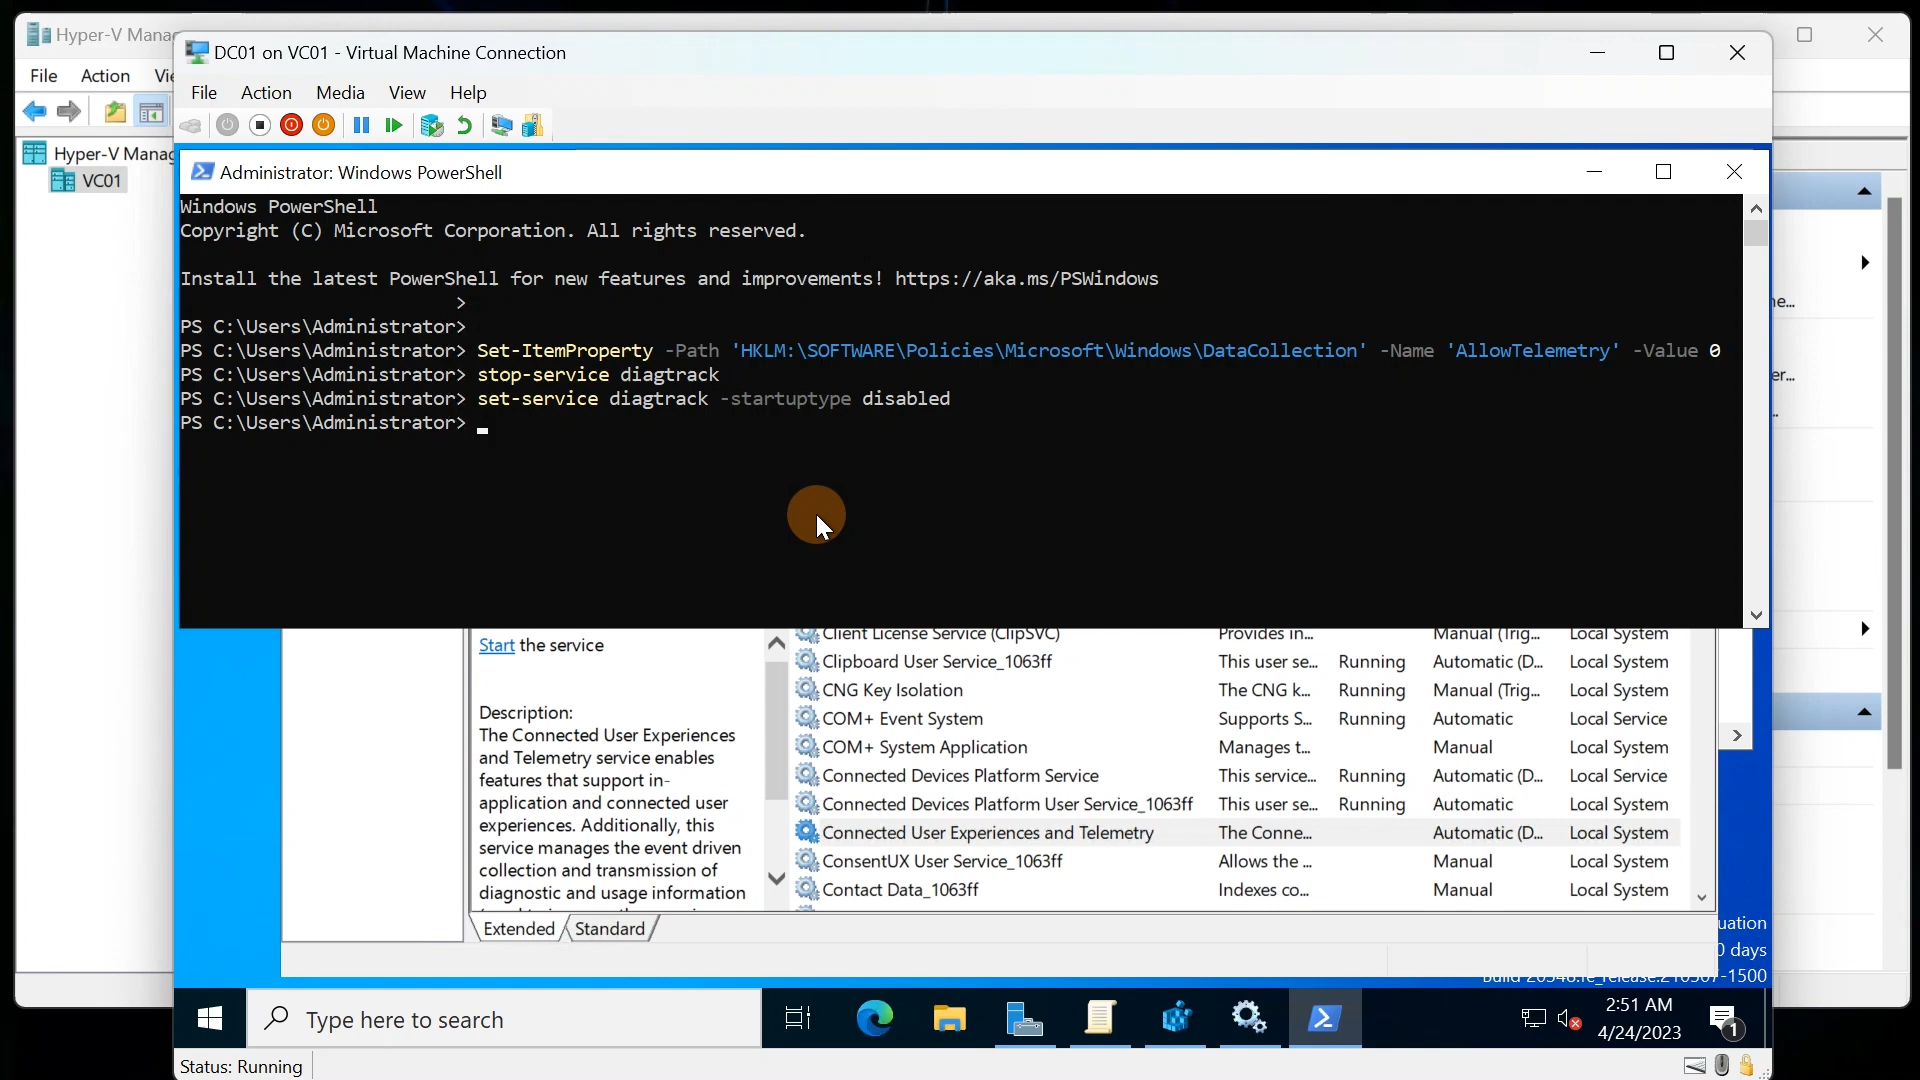 Hyper-V Manag
File Action Vi
Hyper-V Manag
VC01
DC01 on VC01 - Virtual Machine Connection
File Action Media View Help
Administrator: Windows PowerShell
Windows PowerShell
Copyright (C) Microsoft Corporation. All rights reserved.
Install the latest PowerShell for new features and improvements! https://aka.ms/PSWindows
>
PS C:\Users\Administrator>
PS C:\Users\Administrator> Set-ItemProperty -Path 'HKLM:\SOFTWARE\Policies\Microsoft\Windows\DataCollection' -Name 'AllowTelemetry' -Value 0
PS C:\Users\Administrator> stop-service diagtrack
PS C:\Users\Administrator> set-service diagtrack -startuptype disabled
PS C:\Users\Administrator>
Start the service
Description:
The Connected User Experiences
and Telemetry service enables
features that support in-
application and connected user
experiences. Additionally, this
service manages the event driven
collection and transmission of
diagnostic and usage information
Client License Service (ClipSVC) Provides in... Manual (Trig... Local System
Clipboard User Service_1063ff This user se... Running Automatic (D... Local System
CNG Key Isolation The CNG k... Running Manual (Trig... Local System
COM+ Event System Supports S... Running Automatic Local Service
COM+ System Application Manages t... Manual Local System
Connected Devices Platform Service This service... Running Automatic (D... Local Service
Connected Devices Platform User Service_1063ff This user se... Running Automatic Local System
Connected User Experiences and Telemetry The Conne... Automatic (D... Local System
ConsentUX User Service_1063ff Allows the ... Manual Local System
Contact Data_1063ff Indexes co... Manual Local System
Extended Standard
uation
days
-1500
Type here to search
2:51 AM
4/24/2023
1
Status: Running